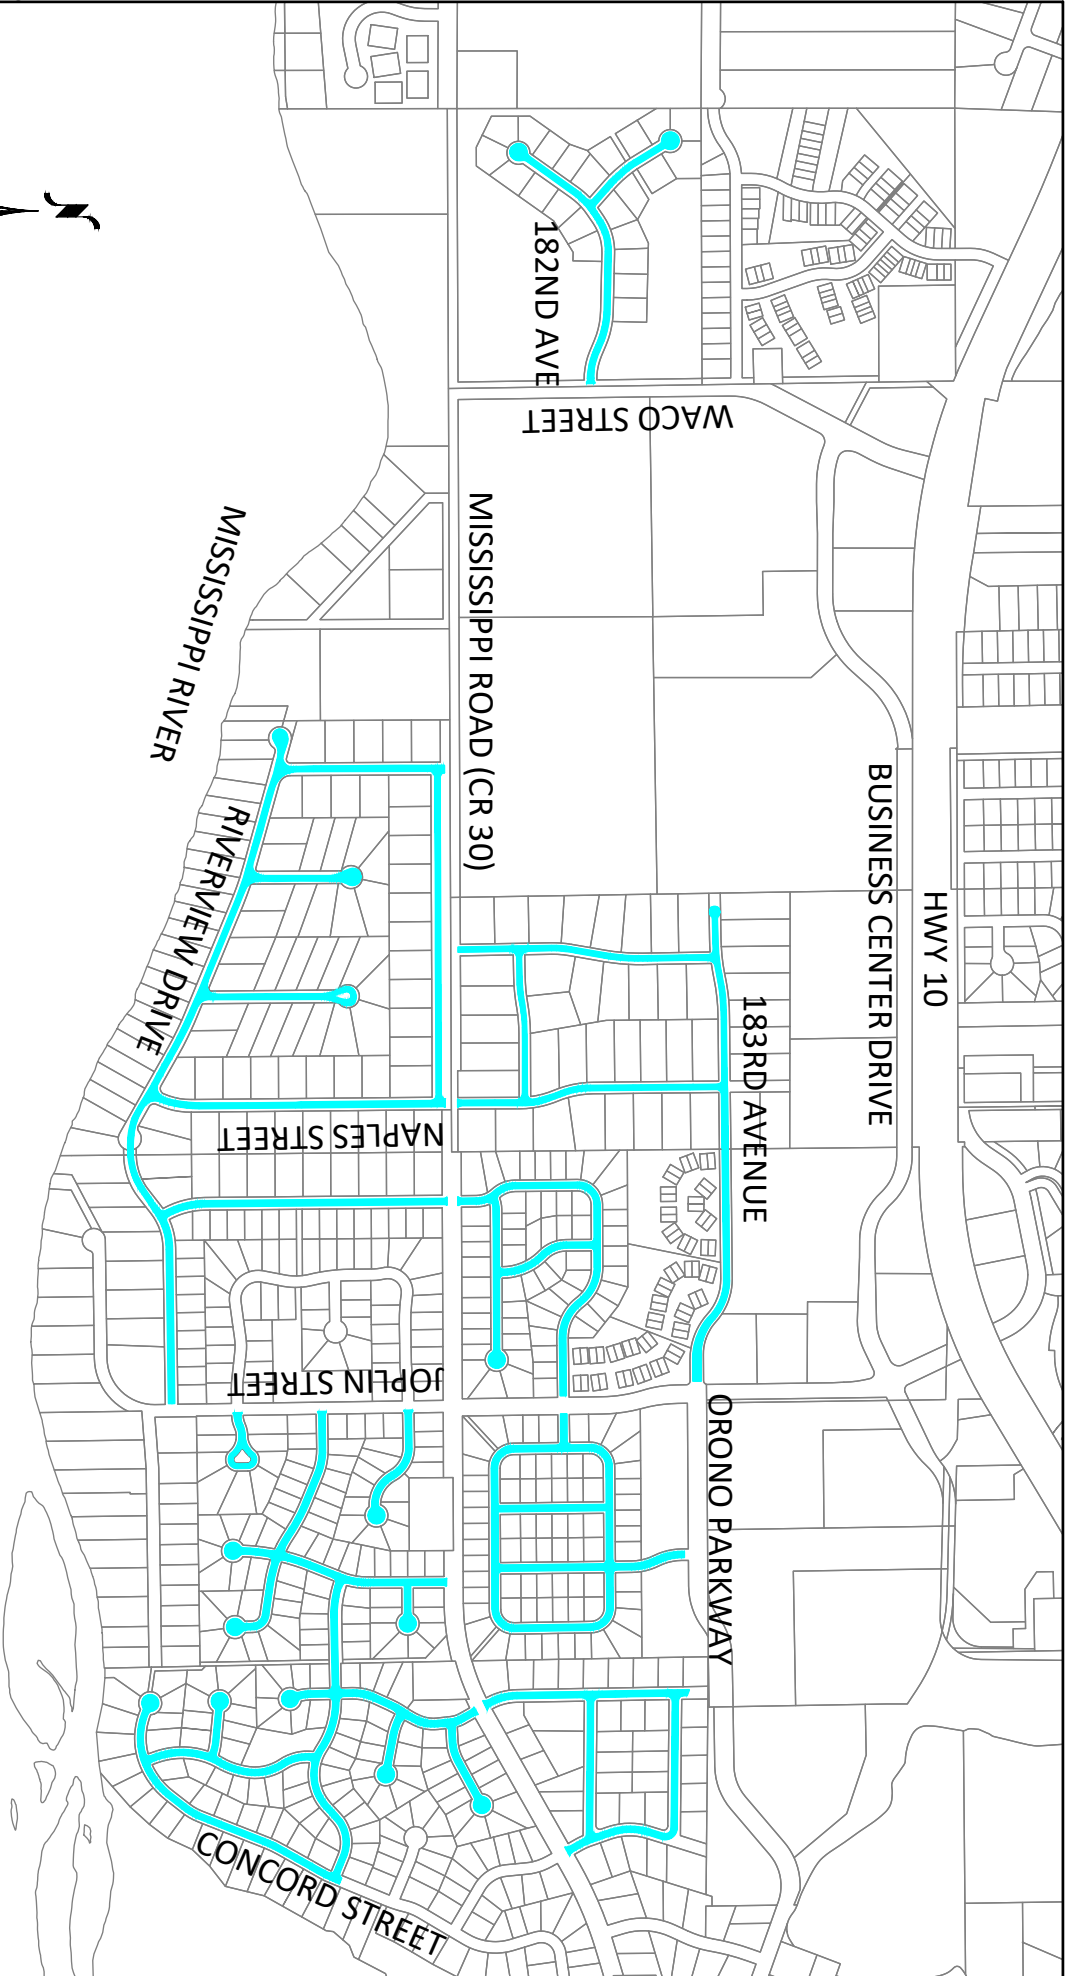 182ND AVE
WACO STREET
MISSISSIPPI ROAD (CR 30)
MISSISSIPPI RIVER
BUSINESS CENTER DRIVE
HWY 10
RIVERVIEW DRIVE
183RD AVENUE
NAPLES STREET
JOPLIN STREET
ORONO PARKWAY
CONCORD STREET